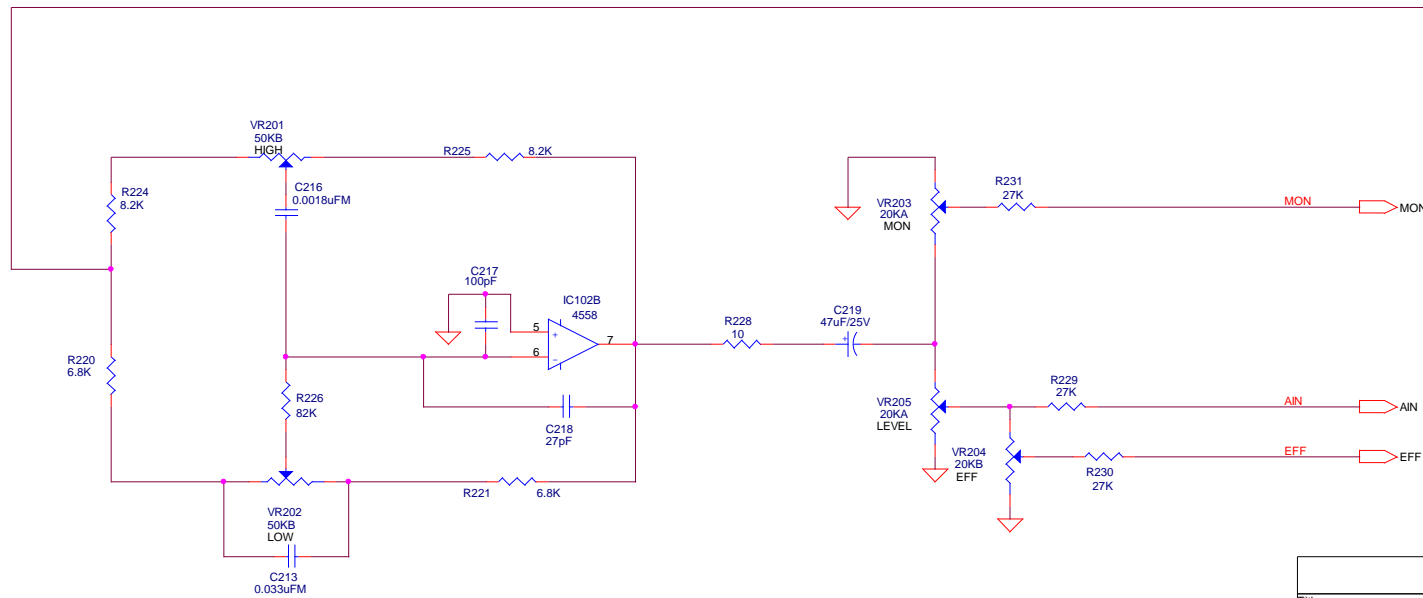 VR201
50KB
HIGH
R225
8.2K
R224
8.2K
C216
0.0018uFM
R231
27K
VR203
20KA
MON
MON
MON
C217
100pF
IC102B
4558
5
+
6
-
7
R228
10
C219
47uF/25V
+
R220
6.8K
R226
82K
C218
27pF
R229
27K
VR205
20KA
LEVEL
AIN
AIN
VR204
20KB
EFF
EFF
EFF
R230
27K
R221
6.8K
VR202
50KB
LOW
C213
0.033uFM